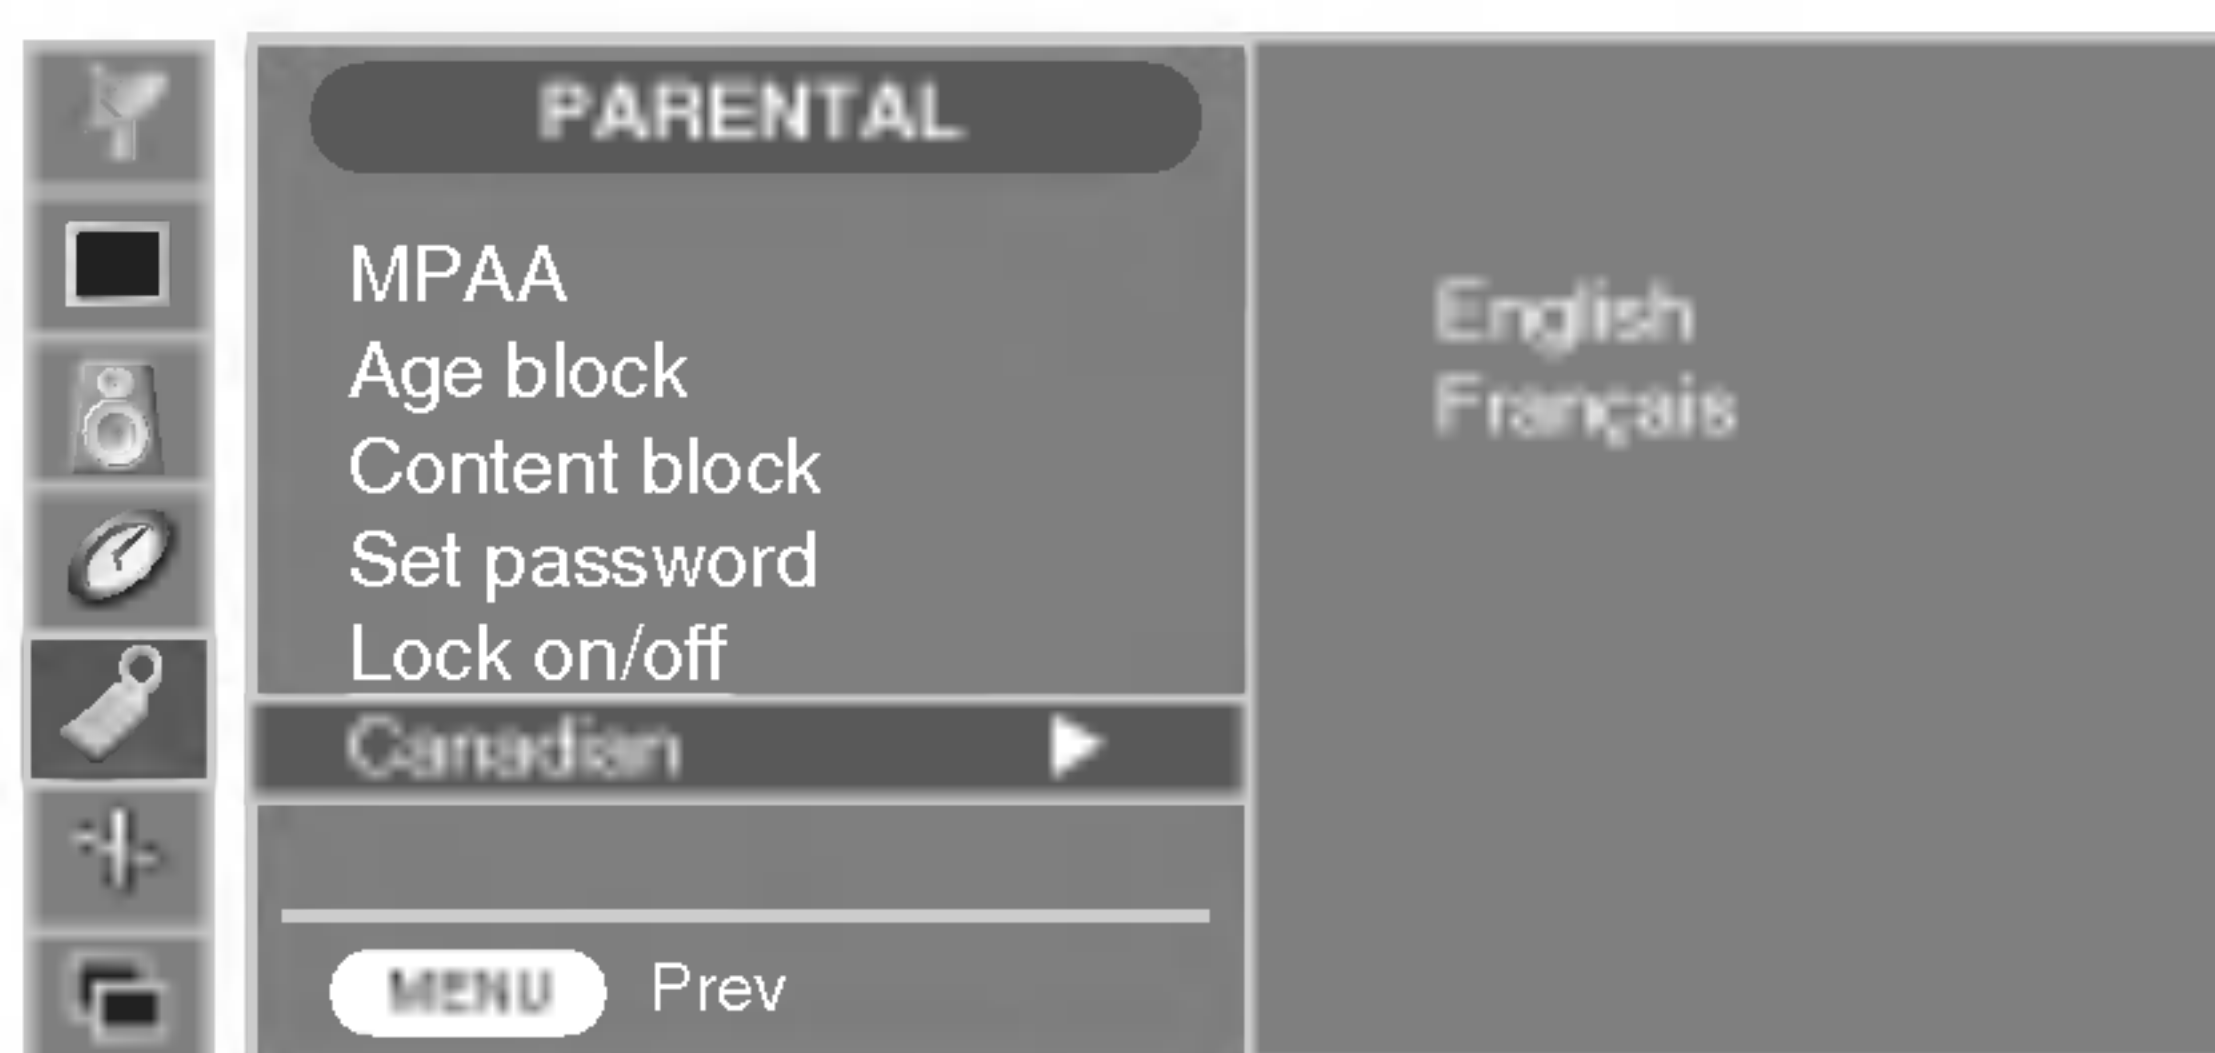 PARENTAL
MPAA
Age block
Content block
Set password
Lock on/off
Canadian
MENU Prev
English
Français